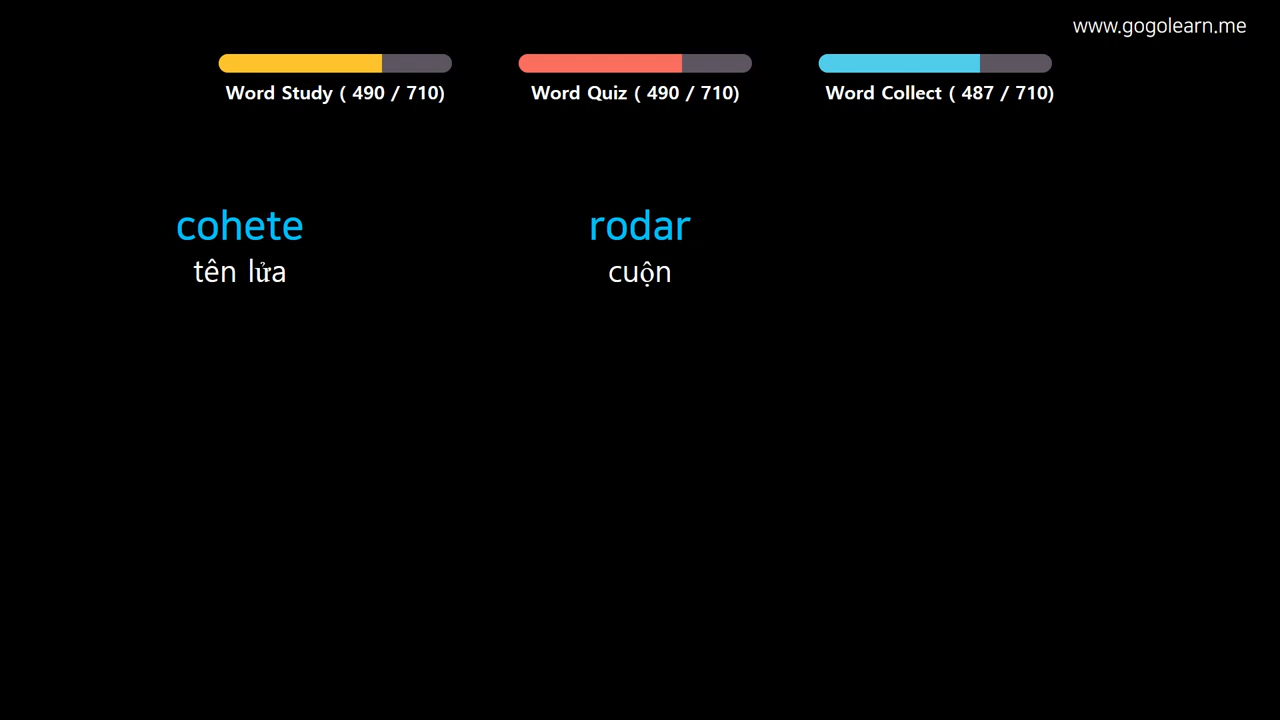 www.gogolearn.me
Word Study ( 490 / 710)
Word Quiz ( 490 / 710)
Word Collect ( 487 / 710)
cohete
tên lửa
rodar
cuộn